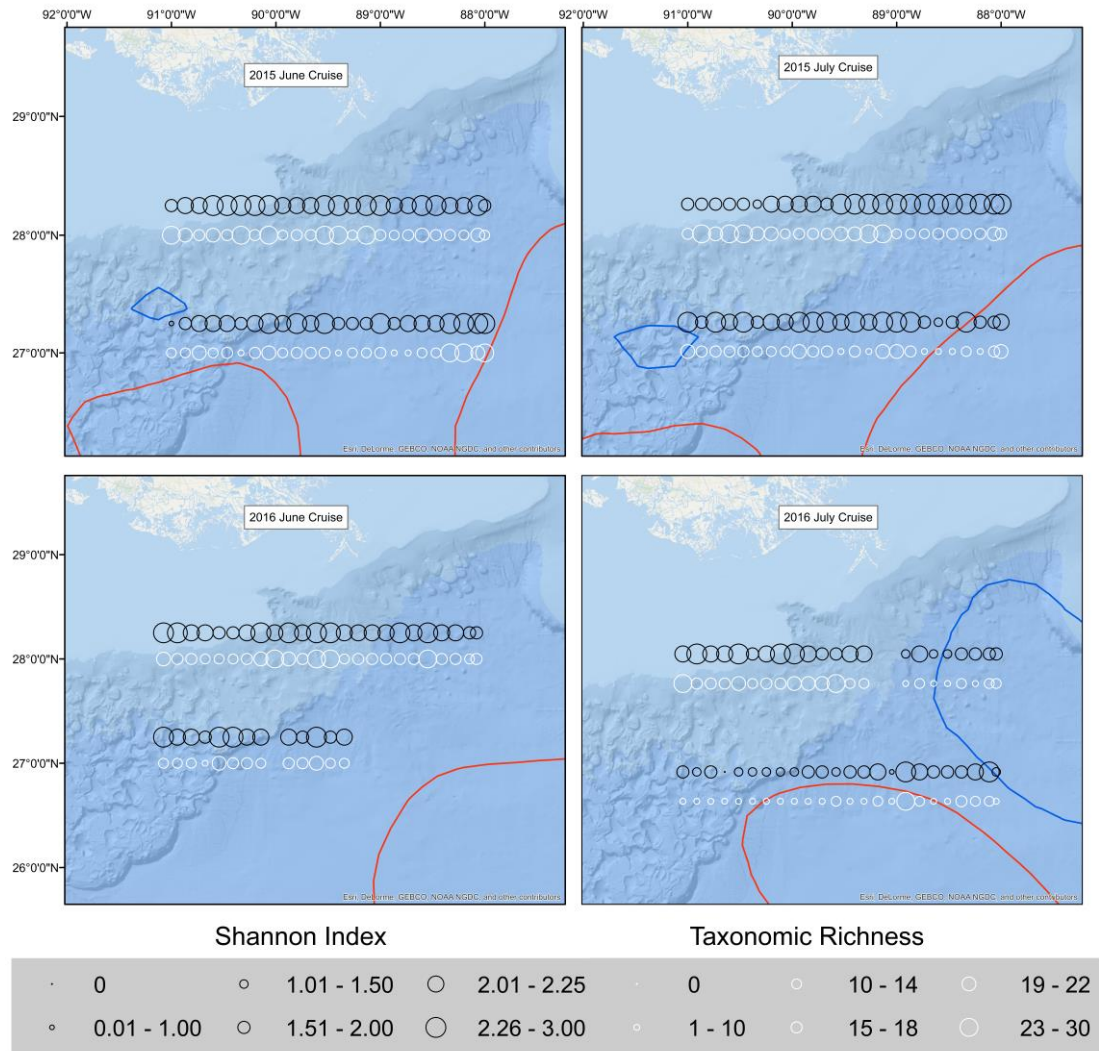 92°0'0"W 91°0'0"W 90°0'0"W 89°0'0"W 88°0'0"W 92°0'0"W 91°0'0"W 90°0'0"W 89°0'0"W 88°0'0"W
2015 June Cruise
2015 July Cruise
29°0'0"N
28°0'0"N
27°0'0"N
Esri, DeLorme, GEBCO, NOAA NGDC, and other contributors
Esri, DeLorme, GEBCO, NOAA NGDC, and other contributors
2016 June Cruise
2016 July Cruise
29°0'0"N
28°0'0"N
27°0'0"N
26°0'0"N
Esri, DeLorme, GEBCO, NOAA NGDC, and other contributors
Esri, DeLorme, GEBCO, NOAA NGDC, and other contributors
Shannon Index
Taxonomic Richness
0 1.01 - 1.50 2.01 - 2.25 0 10 - 14 19 - 22
0.01 - 1.00 1.51 - 2.00 2.26 - 3.00 1 - 10 15 - 18 23 - 30